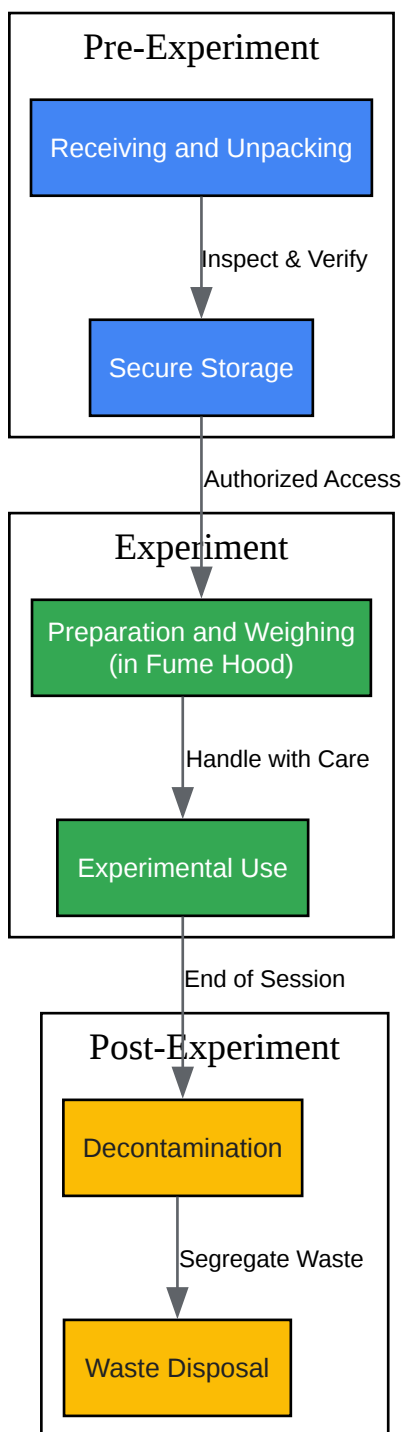 Pre-Experiment
Receiving and Unpacking
Inspect & Verify
Secure Storage
Authorized Access
Experiment
Preparation and Weighing
(in Fume Hood)
Handle with Care
Experimental Use
End of Session
Post-Experiment
Decontamination
Segregate Waste
Waste Disposal